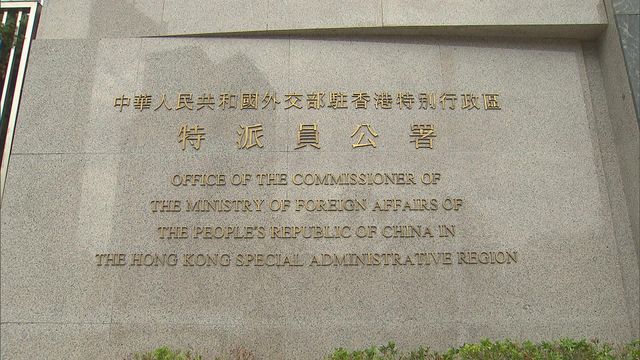 中華人民共和國外交部駐香港特別行政區
特派員公署
OFFICE OF THE COMMISSIONER OF
THE MINISTRY OF FOREIGN AFFAIRS OF
THE PEOPLE'S REPUBLIC OF CHINA IN
THE HONG KONG SPECIAL ADMINISTRATIVE REGION